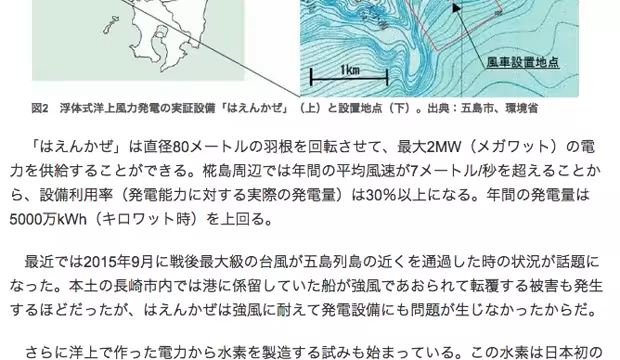 風車設置地点
1km
図2 浮体式洋上風力発電の実証設備「はえんかぜ」（上）と設置地点（下）。出典：五島市、環境省
「はえんかぜ」は直径80メートルの羽根を回転させて、最大2MW（メガワット）の電
力を供給することができる。椛島周辺では年間の平均風速が7メートル/秒を超えることか
ら、設備利用率（発電能力に対する実際の発電量）は30％以上になる。年間の発電量は
5000万kWh（キロワット時）を上回る。
最近では2015年9月に戦後最大級の台風が五島列島の近くを通過した時の状況が話題に
なった。本土の長崎市内では港に係留していた船が強風であおられて転覆する被害も発生
するほどだったが、はえんかぜは強風に耐えて発電設備にも問題が生じなかったからだ。
さらに洋上で作った電力から水素を製造する試みも始まっている。この水素は日本初の